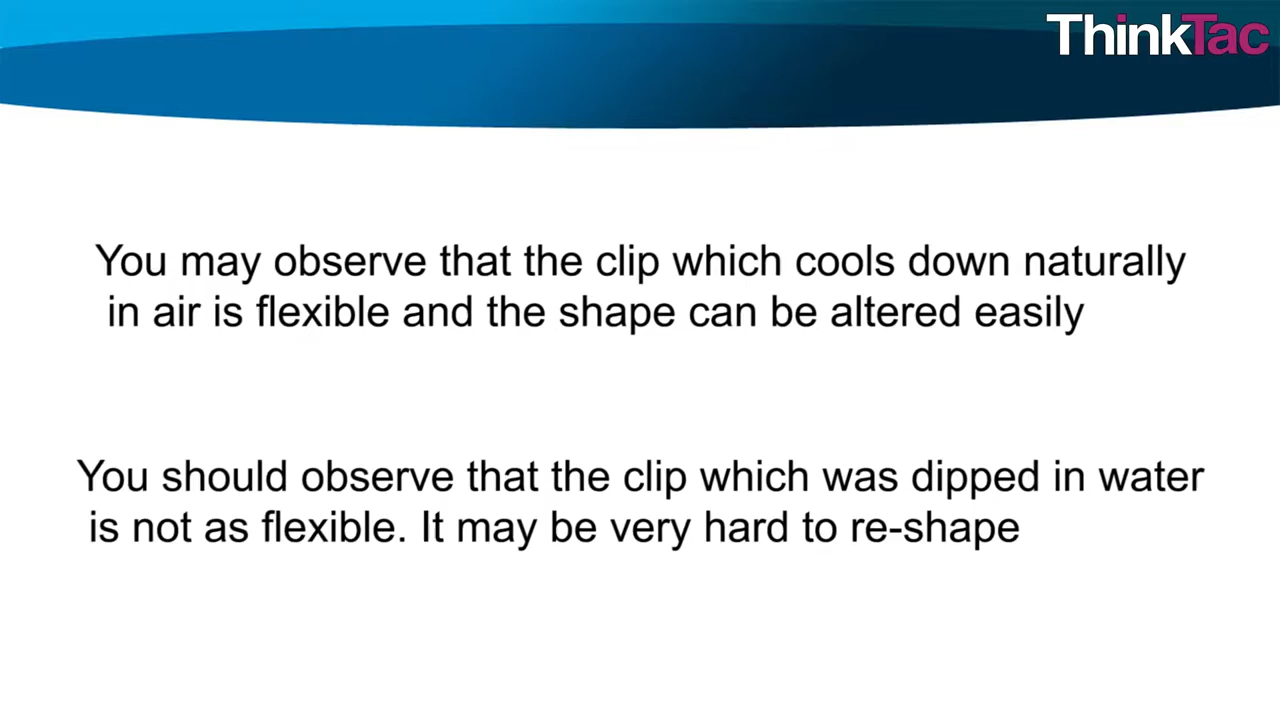 ThinkTac
You may observe that the clip which cools down naturally
in air is flexible and the shape can be altered easily
You should observe that the clip which was dipped in water
is not as flexible. It may be very hard to re-shape